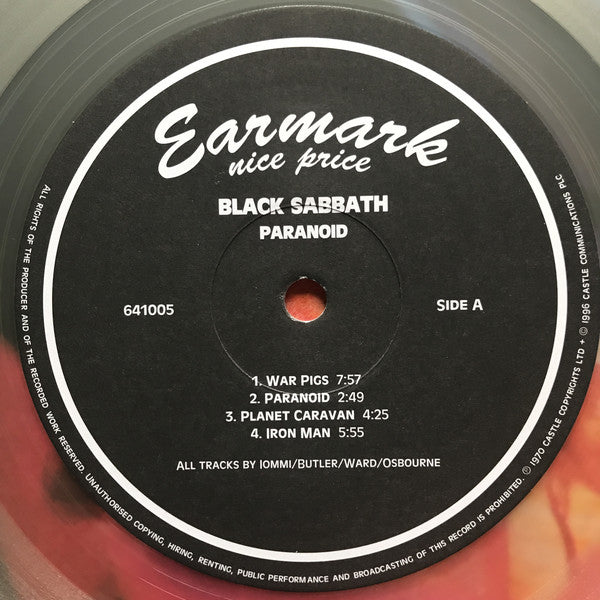 Earmark
nice price
BLACK SABBATH
PARANOID
641005
SIDE A
1. WAR PIGS 7:57
2. PARANOID 2:49
3. PLANET CARAVAN 4:25
4. IRON MAN 5:55
ALL TRACKS BY IOMMI/BUTLER/WARD/OSBOURNE
ALL RIGHTS OF THE PRODUCER AND OF THE RECORDED WORK RESERVED. UNAUTHORISED COPYING, HIRING, RENTING, PUBLIC PERFORMANCE AND BROADCASTING OF THIS RECORD IS PROHIBITED. ℗ 1970 CASTLE COPYRIGHTS LTD + © 1996 CASTLE COMMUNICATIONS PLC